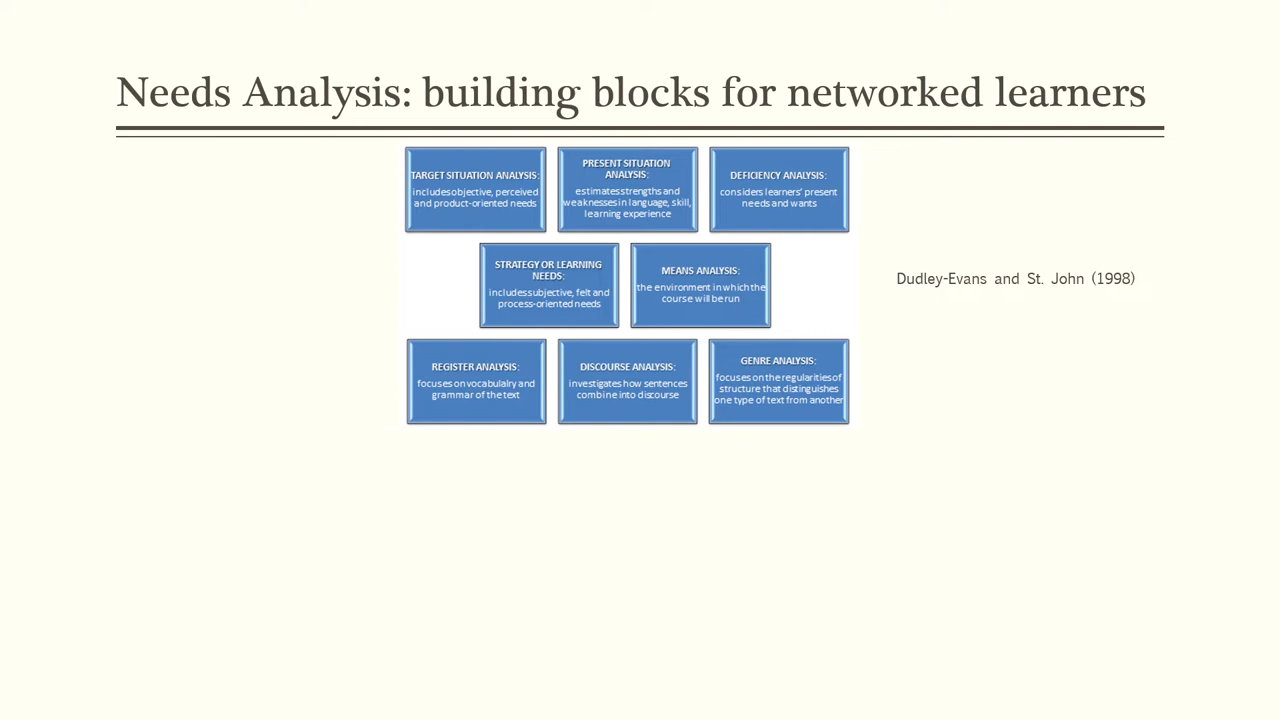 Needs Analysis: building blocks for networked learners
TARGET SITUATION ANALYSIS:
includes objective, perceived
and product-oriented needs
PRESENT SITUATION
ANALYSIS:
estimates strengths and
weaknesses in language, skill,
learning experience
DEFICIENCY ANALYSIS:
considers learners' present
needs and wants
STRATEGY OR LEARNING
NEEDS:
includes subjective, felt and
process-oriented needs
MEANS ANALYSIS:
the environment in which the
course will be run
Dudley-Evans and St. John (1998)
REGISTER ANALYSIS:
focuses on vocabulalry and
grammar of the text
DISCOURSE ANALYSIS:
investigates how sentences
combine into discourse
GENRE ANALYSIS:
focuses on the regularities of
structure that distinguishes
one type of text from another